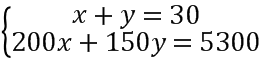 x + y = 30
200x + 150y = 5300